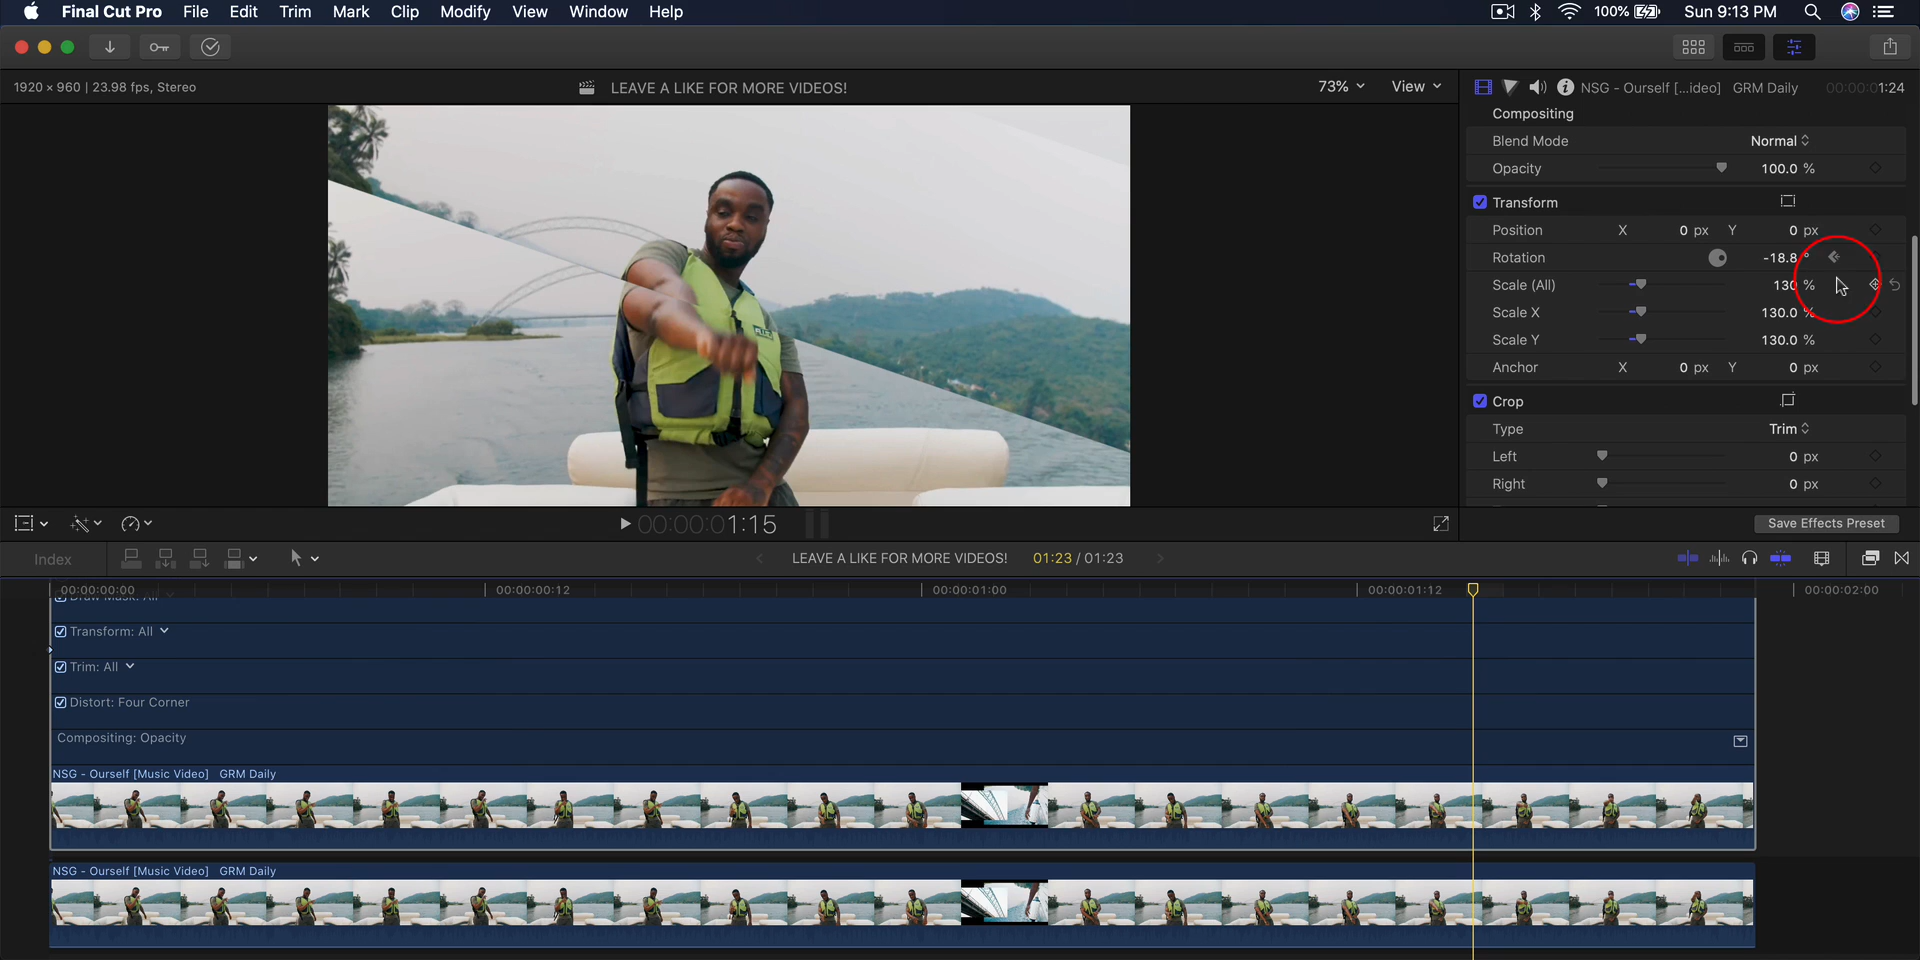 Final Cut Pro File Edit Trim Mark Clip Modify View Window Help 100% Sun 9:13 PM
1920 × 960 | 23.98 fps, Stereo LEAVE A LIKE FOR MORE VIDEOS! 73% View NSG - Ourself [...ideo] GRM Daily 00:00:01:24
Compositing
Blend Mode Normal
Opacity 100.0 %
Transform
Position X 0 px Y 0 px
Rotation -18.8 °
Scale (All) 130 %
Scale X 130.0 %
Scale Y 130.0 %
Anchor X 0 px Y 0 px
Crop
Type Trim
Left 0 px
Right 0 px
00:00:01:15 Save Effects Preset
Index LEAVE A LIKE FOR MORE VIDEOS! 01:23 / 01:23
00:00:00:00 00:00:00:12 00:00:01:00 00:00:01:12 00:00:02:00
Draw Mask: All
Transform: All
Trim: All
Distort: Four Corner
Compositing: Opacity
NSG - Ourself [Music Video] GRM Daily
NSG - Ourself [Music Video] GRM Daily